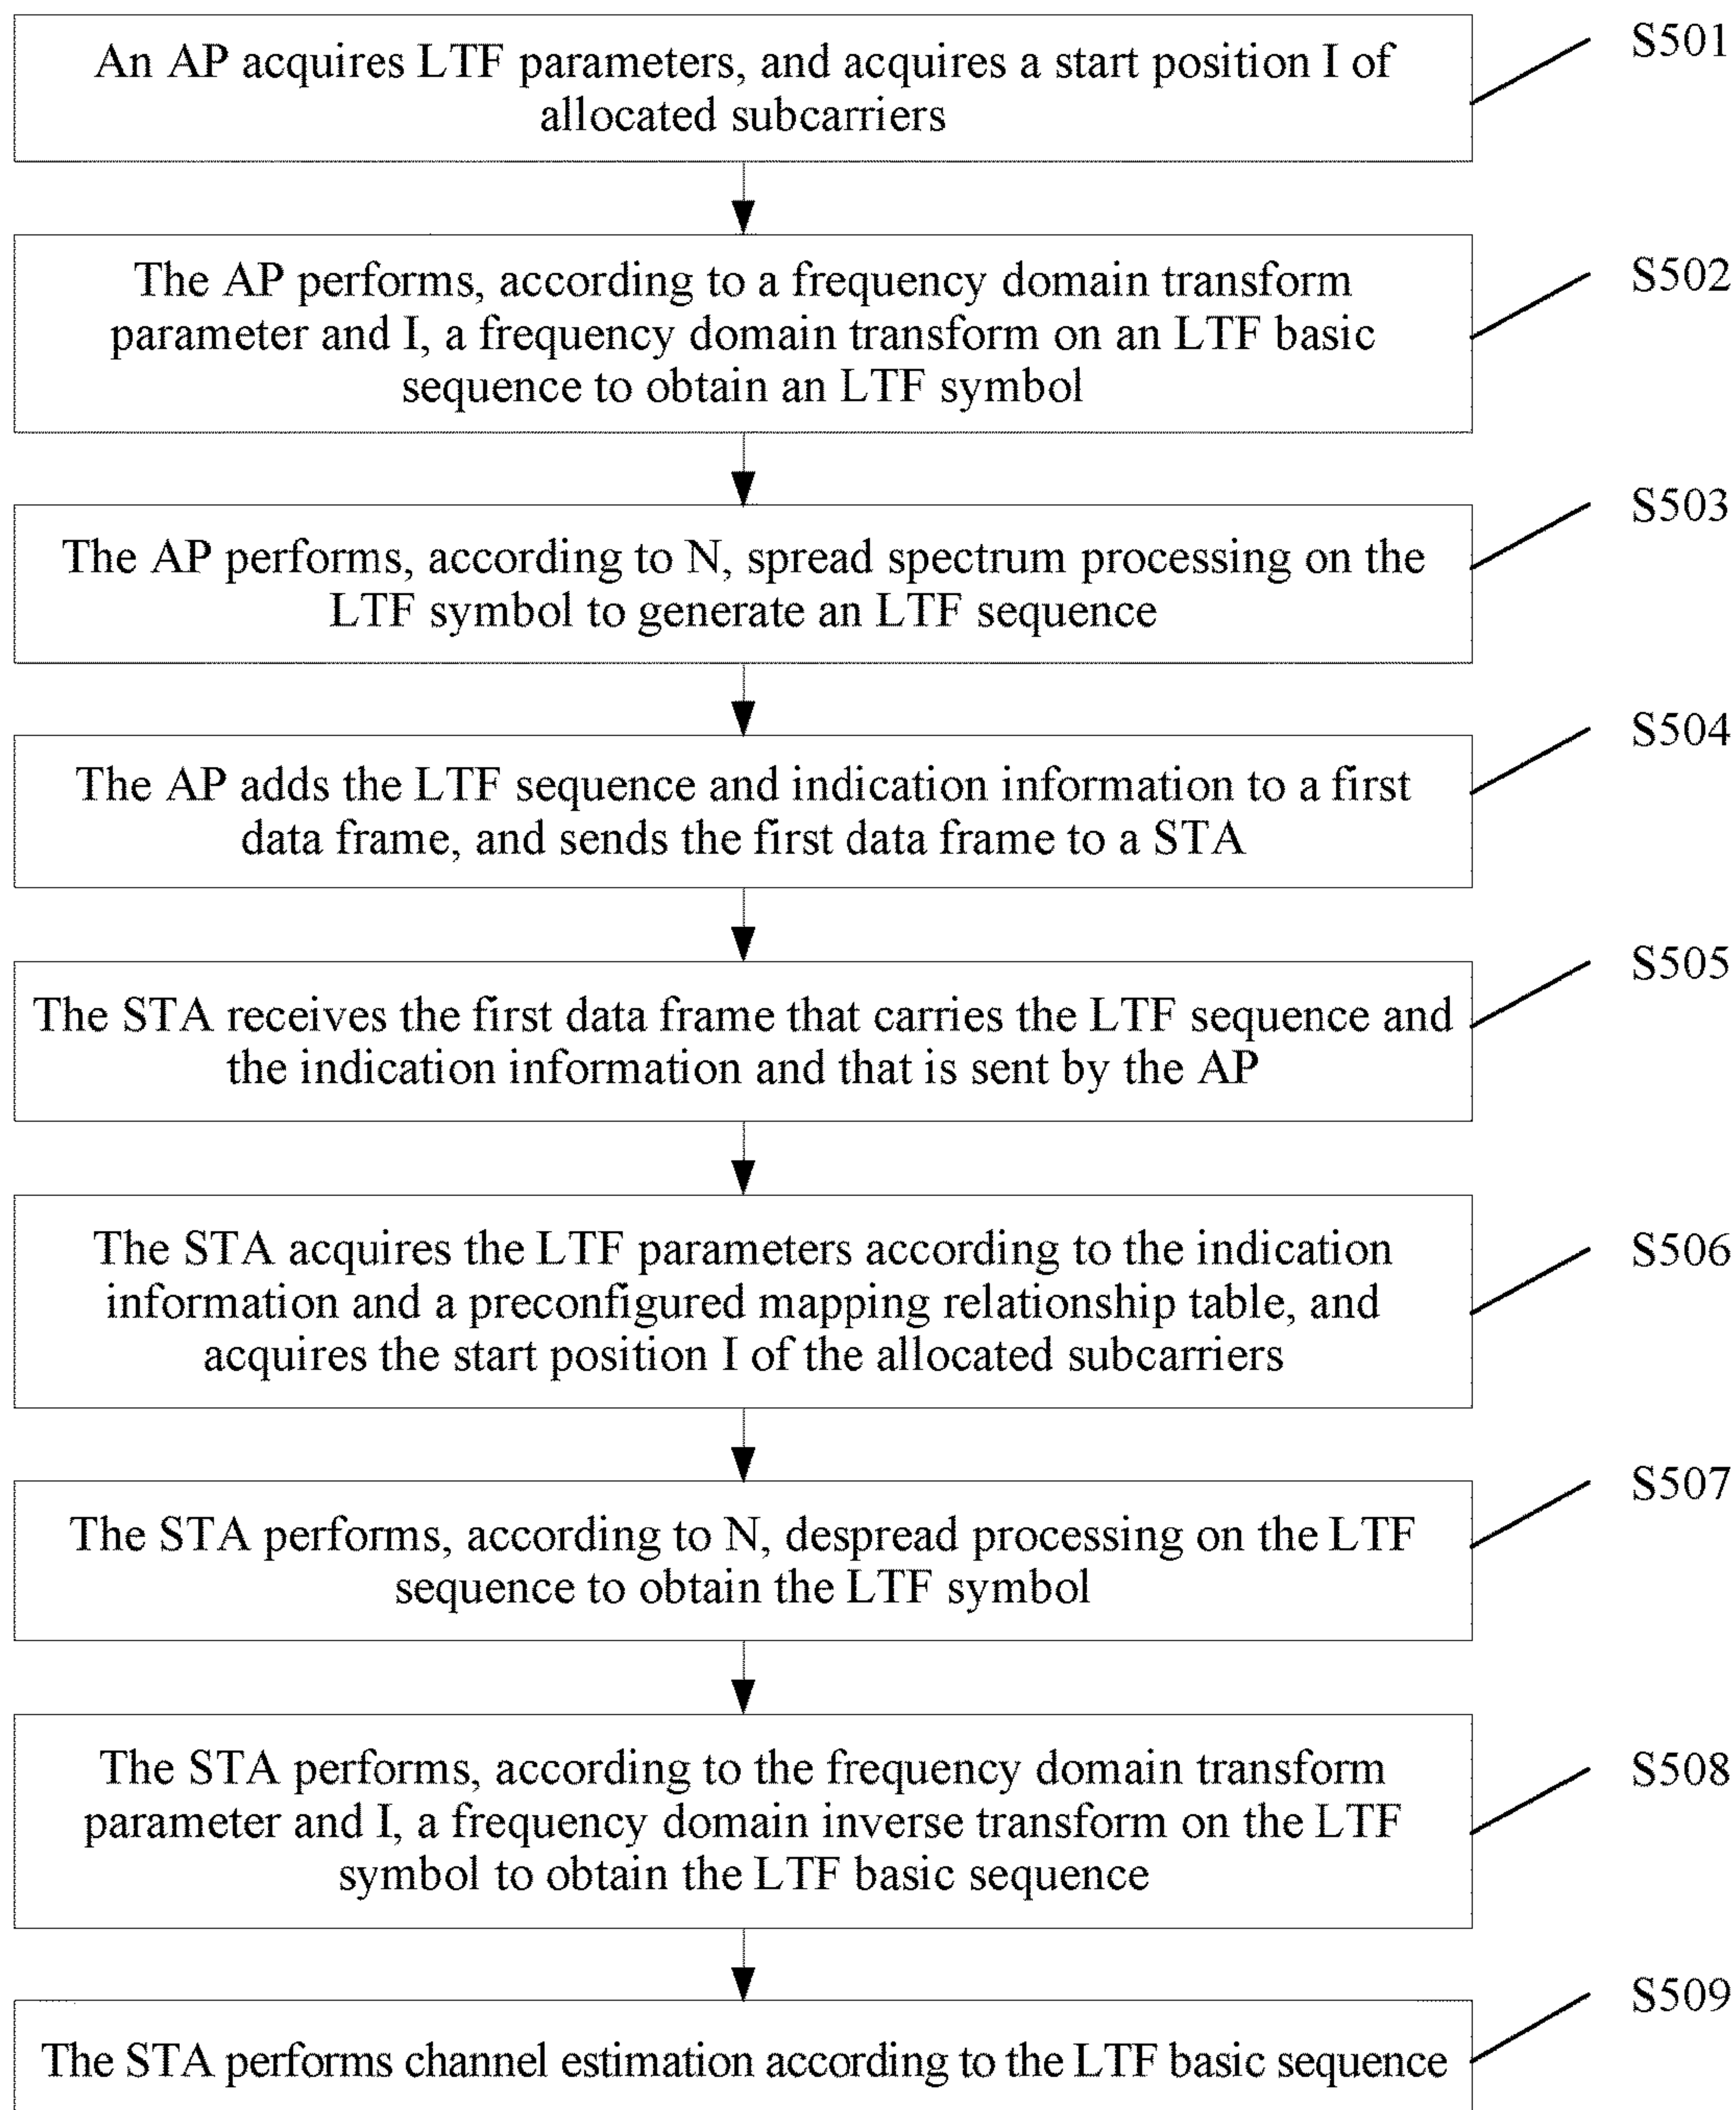 An AP acquires LTF parameters, and acquires a start position I of
allocated subcarriers
S501
The AP performs, according to a frequency domain transform
parameter and I, a frequency domain transform on an LTF basic
sequence to obtain an LTF symbol
S502
The AP performs, according to N, spread spectrum processing on the
LTF symbol to generate an LTF sequence
S503
The AP adds the LTF sequence and indication information to a first
data frame, and sends the first data frame to a STA
S504
The STA receives the first data frame that carries the LTF sequence and
the indication information and that is sent by the AP
S505
The STA acquires the LTF parameters according to the indication
information and a preconfigured mapping relationship table, and
acquires the start position I of the allocated subcarriers
S506
The STA performs, according to N, despread processing on the LTF
sequence to obtain the LTF symbol
S507
The STA performs, according to the frequency domain transform
parameter and I, a frequency domain inverse transform on the LTF
symbol to obtain the LTF basic sequence
S508
The STA performs channel estimation according to the LTF basic sequence
S509